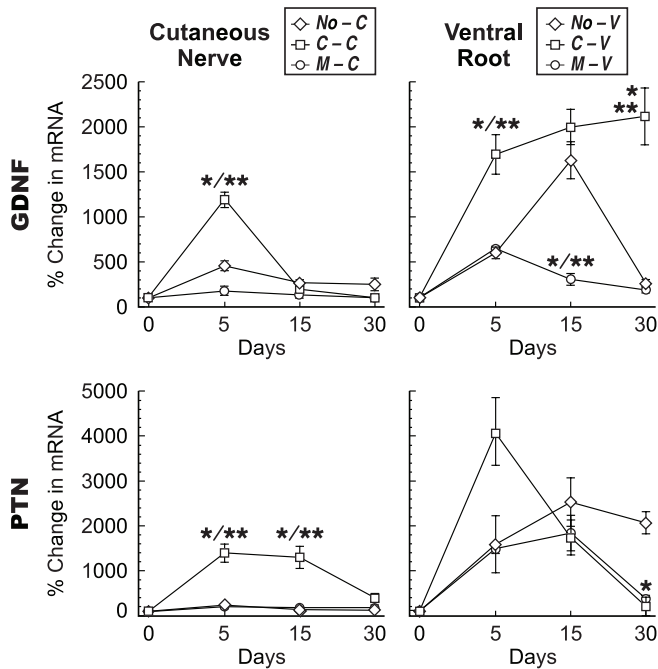 Cutaneous
Nerve
No – C
C – C
M – C
Ventral
Root
No – V
C – V
M – V
GDNF
% Change in mRNA
2500
2000
1500
1000
500
0
*/**
0 5 15 30
Days
*/**
*
**
*/**
0 5 15 30
Days
PTN
% Change in mRNA
5000
4000
3000
2000
1000
0
*/** */**
0 5 15 30
Days
*
0 5 15 30
Days